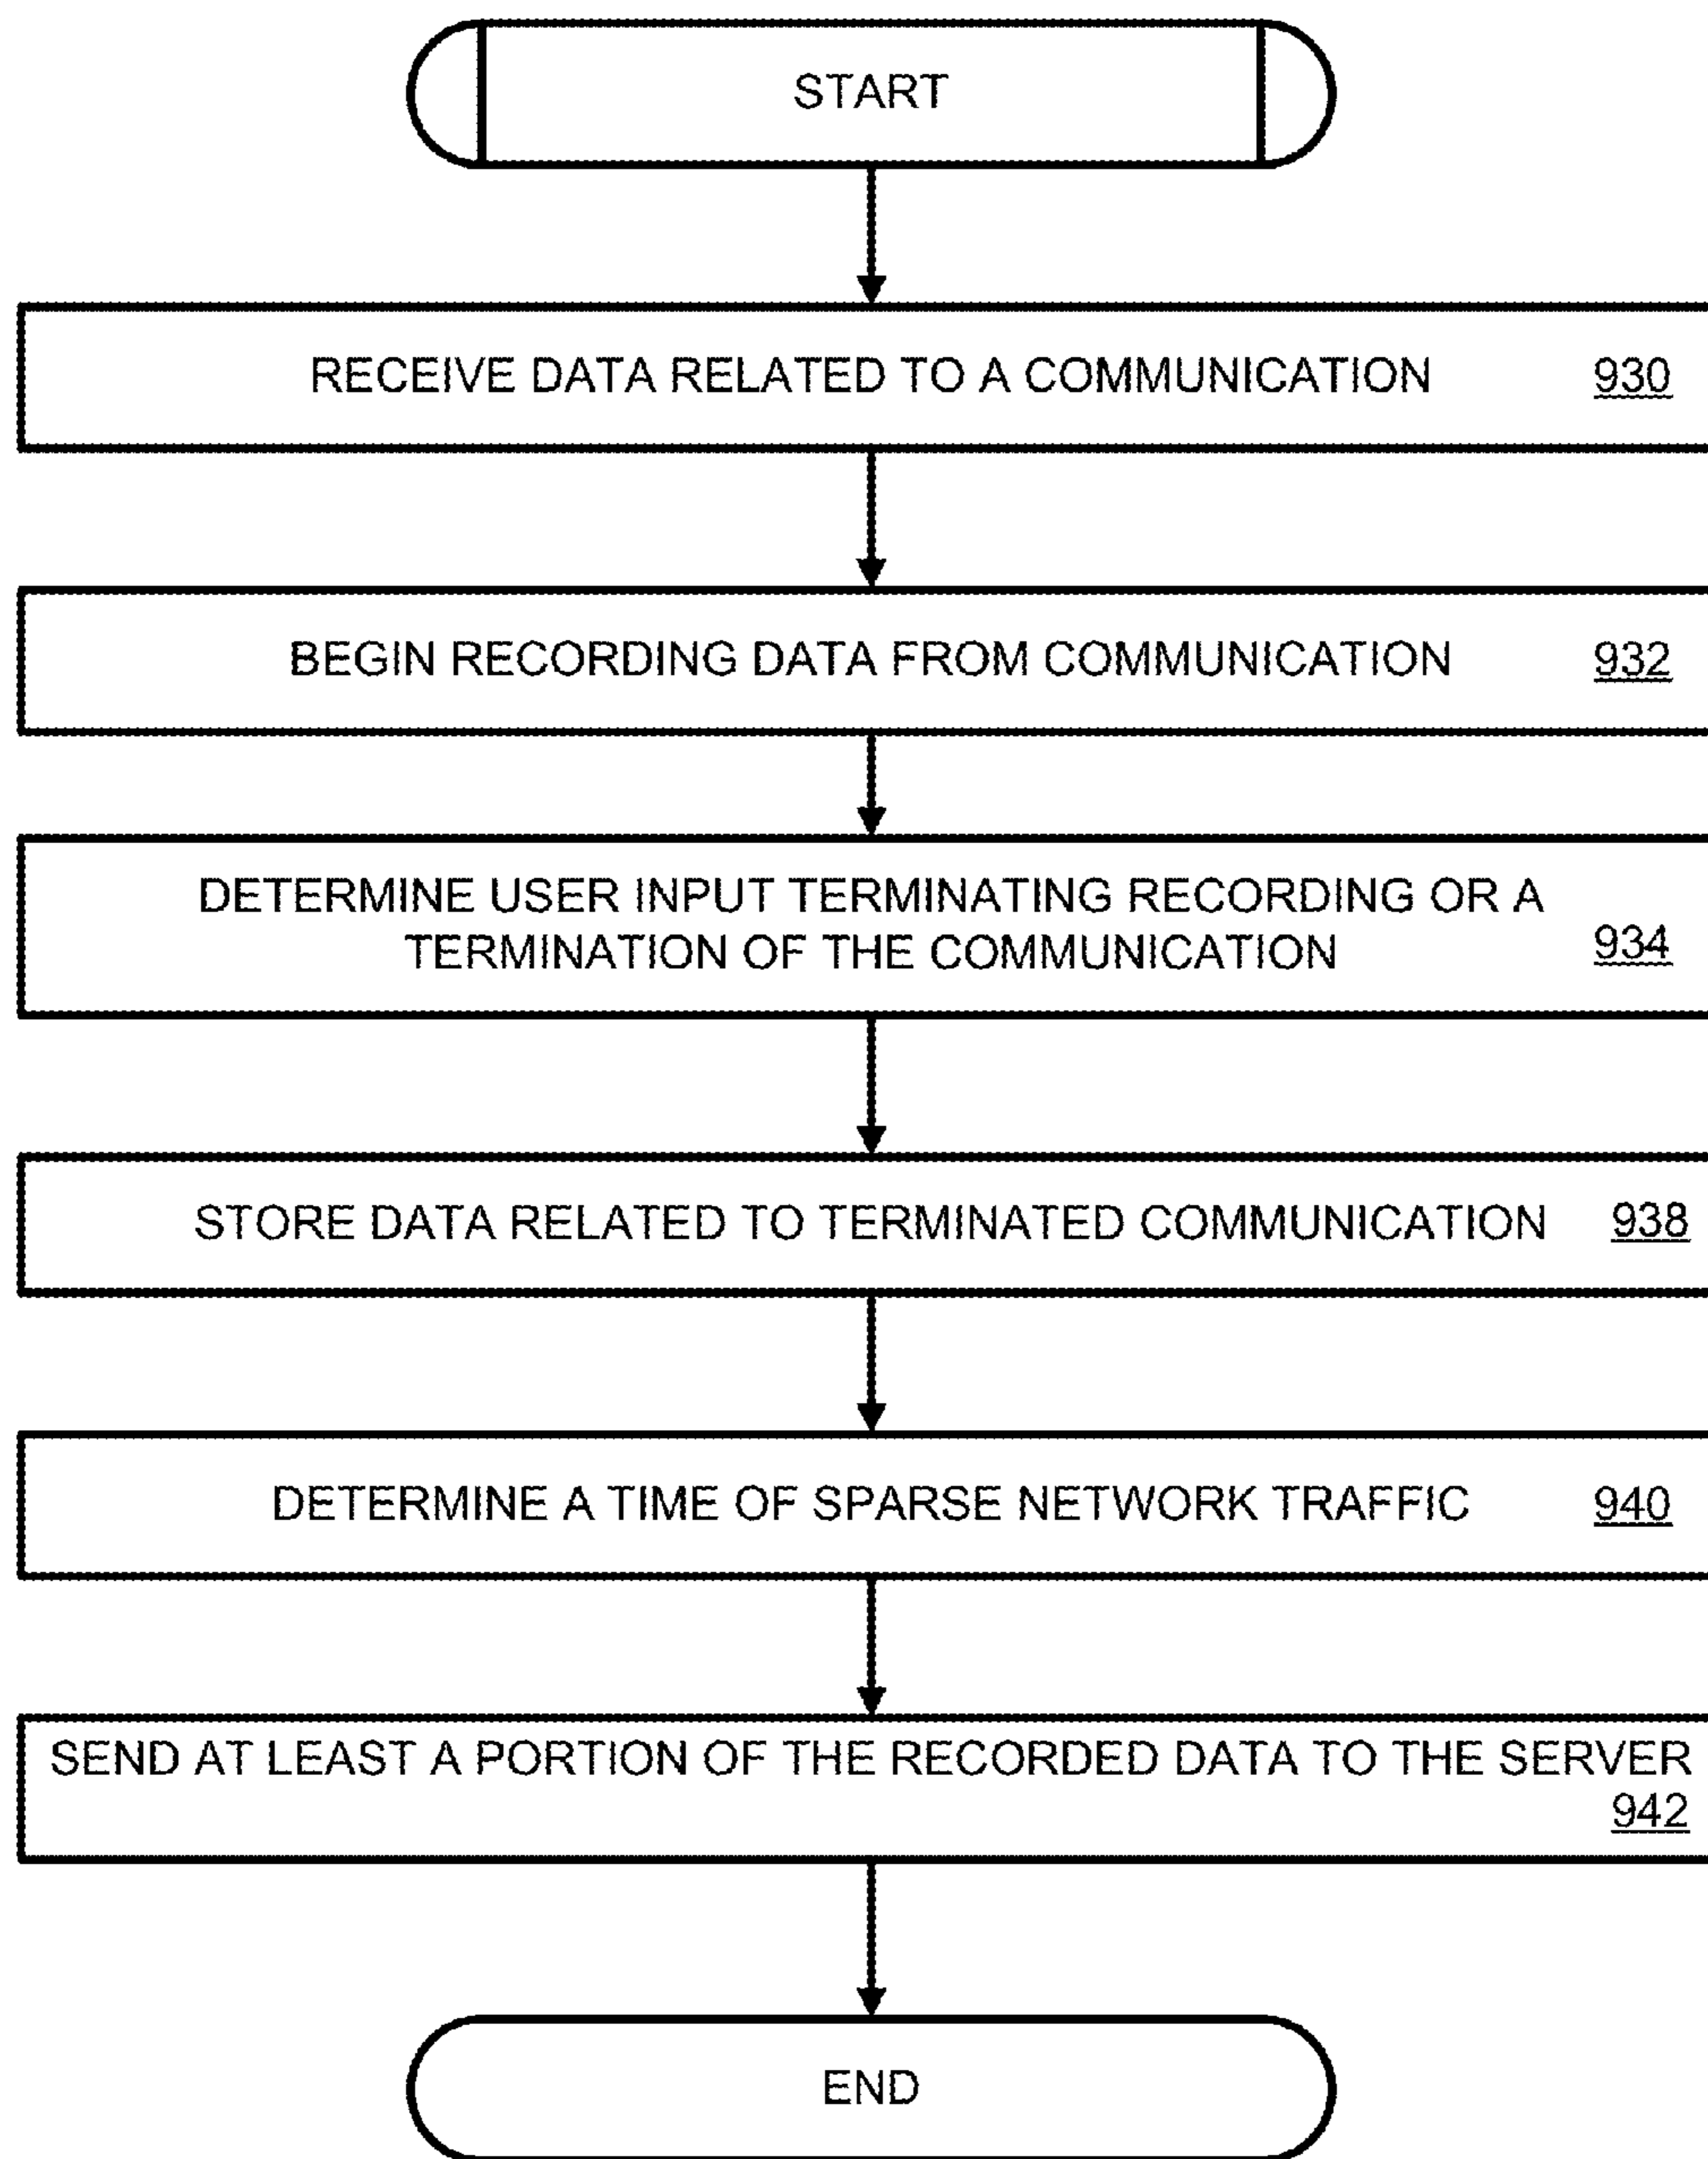 START
RECEIVE DATA RELATED TO A COMMUNICATION 930
BEGIN RECORDING DATA FROM COMMUNICATION 932
DETERMINE USER INPUT TERMINATING RECORDING OR A
TERMINATION OF THE COMMUNICATION 934
STORE DATA RELATED TO TERMINATED COMMUNICATION 938
DETERMINE A TIME OF SPARSE NETWORK TRAFFIC 940
SEND AT LEAST A PORTION OF THE RECORDED DATA TO THE SERVER
942
END